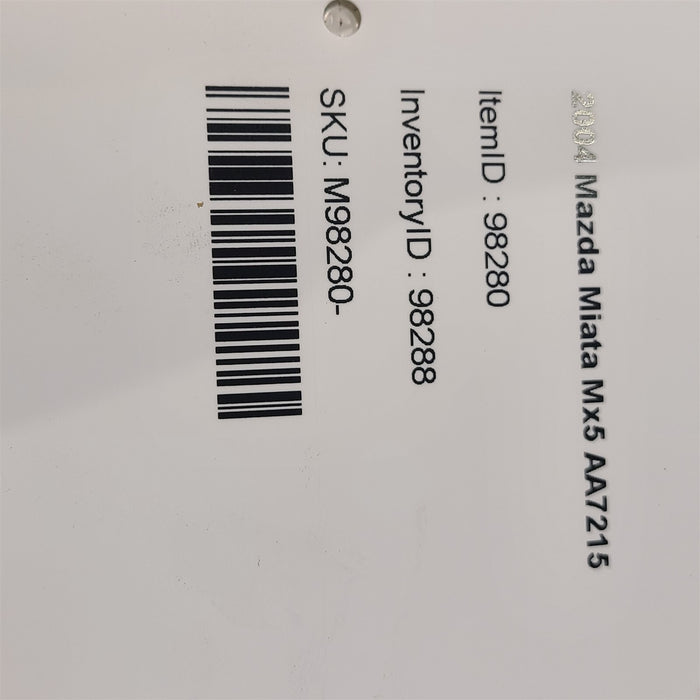 2004 Mazda Miata Mx5 AA7215
ItemID : 98280
InventoryID : 98288
SKU: M98280-